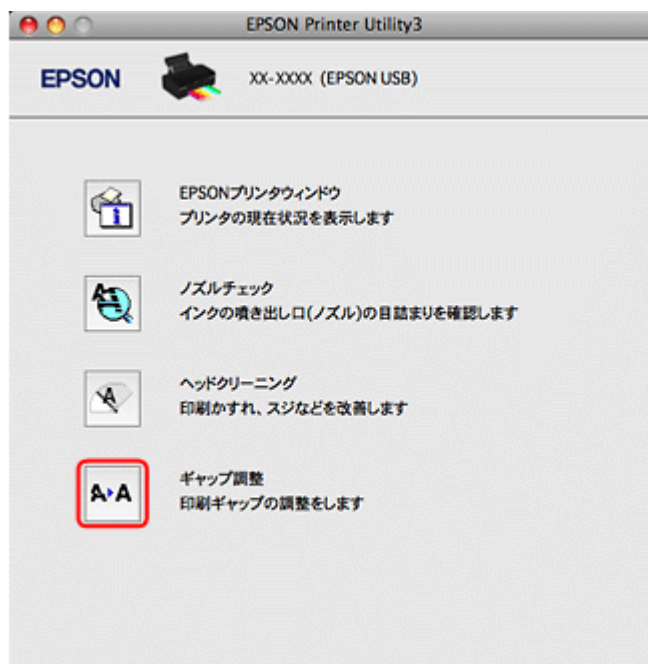 EPSON Printer Utility3
EPSON XX-XXXX (EPSON USB)
EPSONプリンタウィンドウ
プリンタの現在状況を表示します
ノズルチェック
インクの噴き出し口(ノズル)の目詰まりを確認します
ヘッドクリーニング
印刷かすれ、スジなどを改善します
ギャップ調整
印刷ギャップの調整をします
A▸A